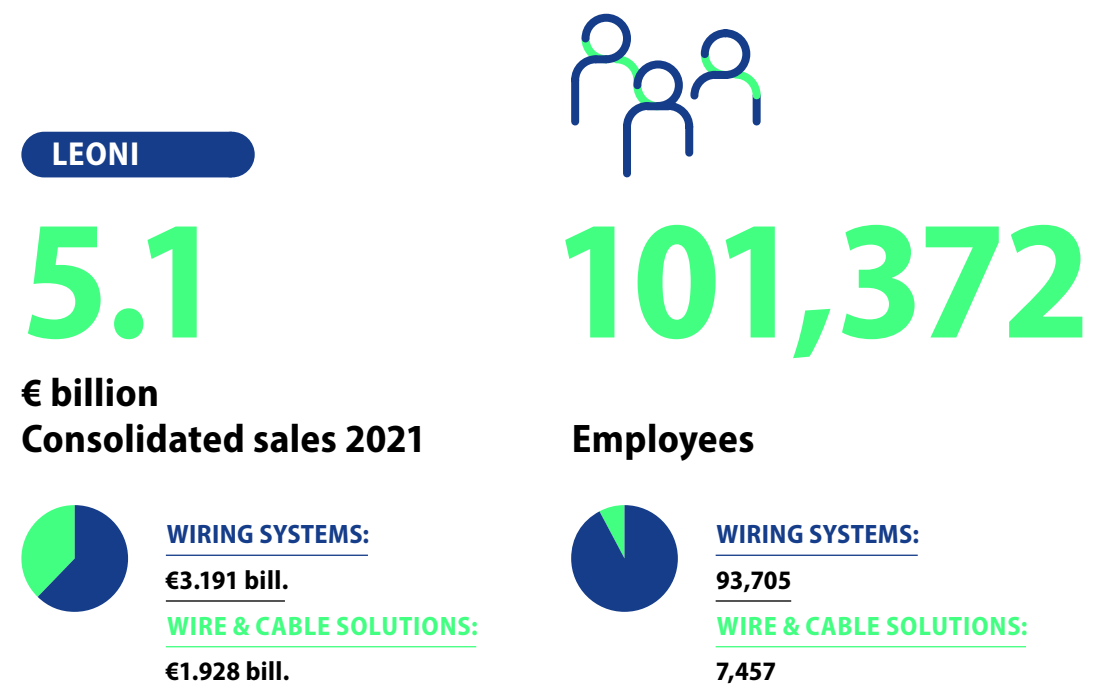 LEONI
5.1
€ billion
Consolidated sales 2021
WIRING SYSTEMS:
€3.191 bill.
WIRE & CABLE SOLUTIONS:
€1.928 bill.
101,372
Employees
WIRING SYSTEMS:
93,705
WIRE & CABLE SOLUTIONS:
7,457